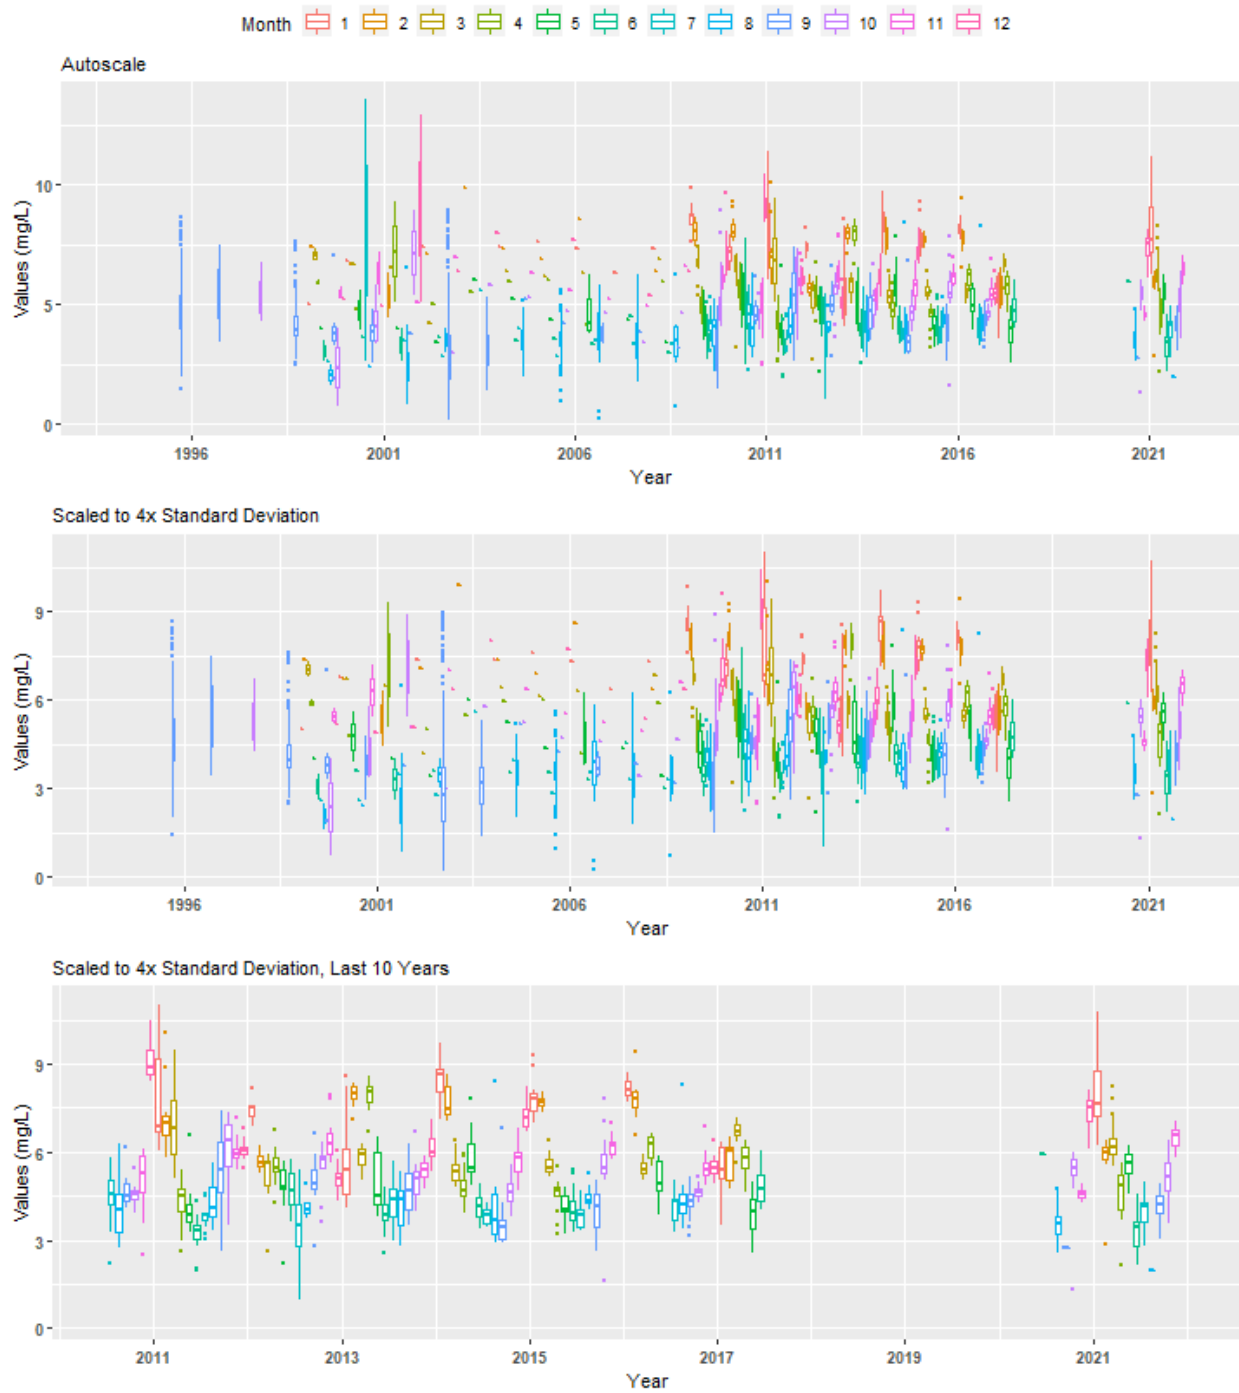 Month 1 2 3 4 5 6 7 8 9 10 11 12
Autoscale
Values (mg/L)
10
5
0
1996 2001 2006 2011 2016 2021
Year
Scaled to 4x Standard Deviation
Values (mg/L)
9
6
3
0
1996 2001 2006 2011 2016 2021
Year
Scaled to 4x Standard Deviation, Last 10 Years
Values (mg/L)
9
6
3
0
2011 2013 2015 2017 2019 2021
Year